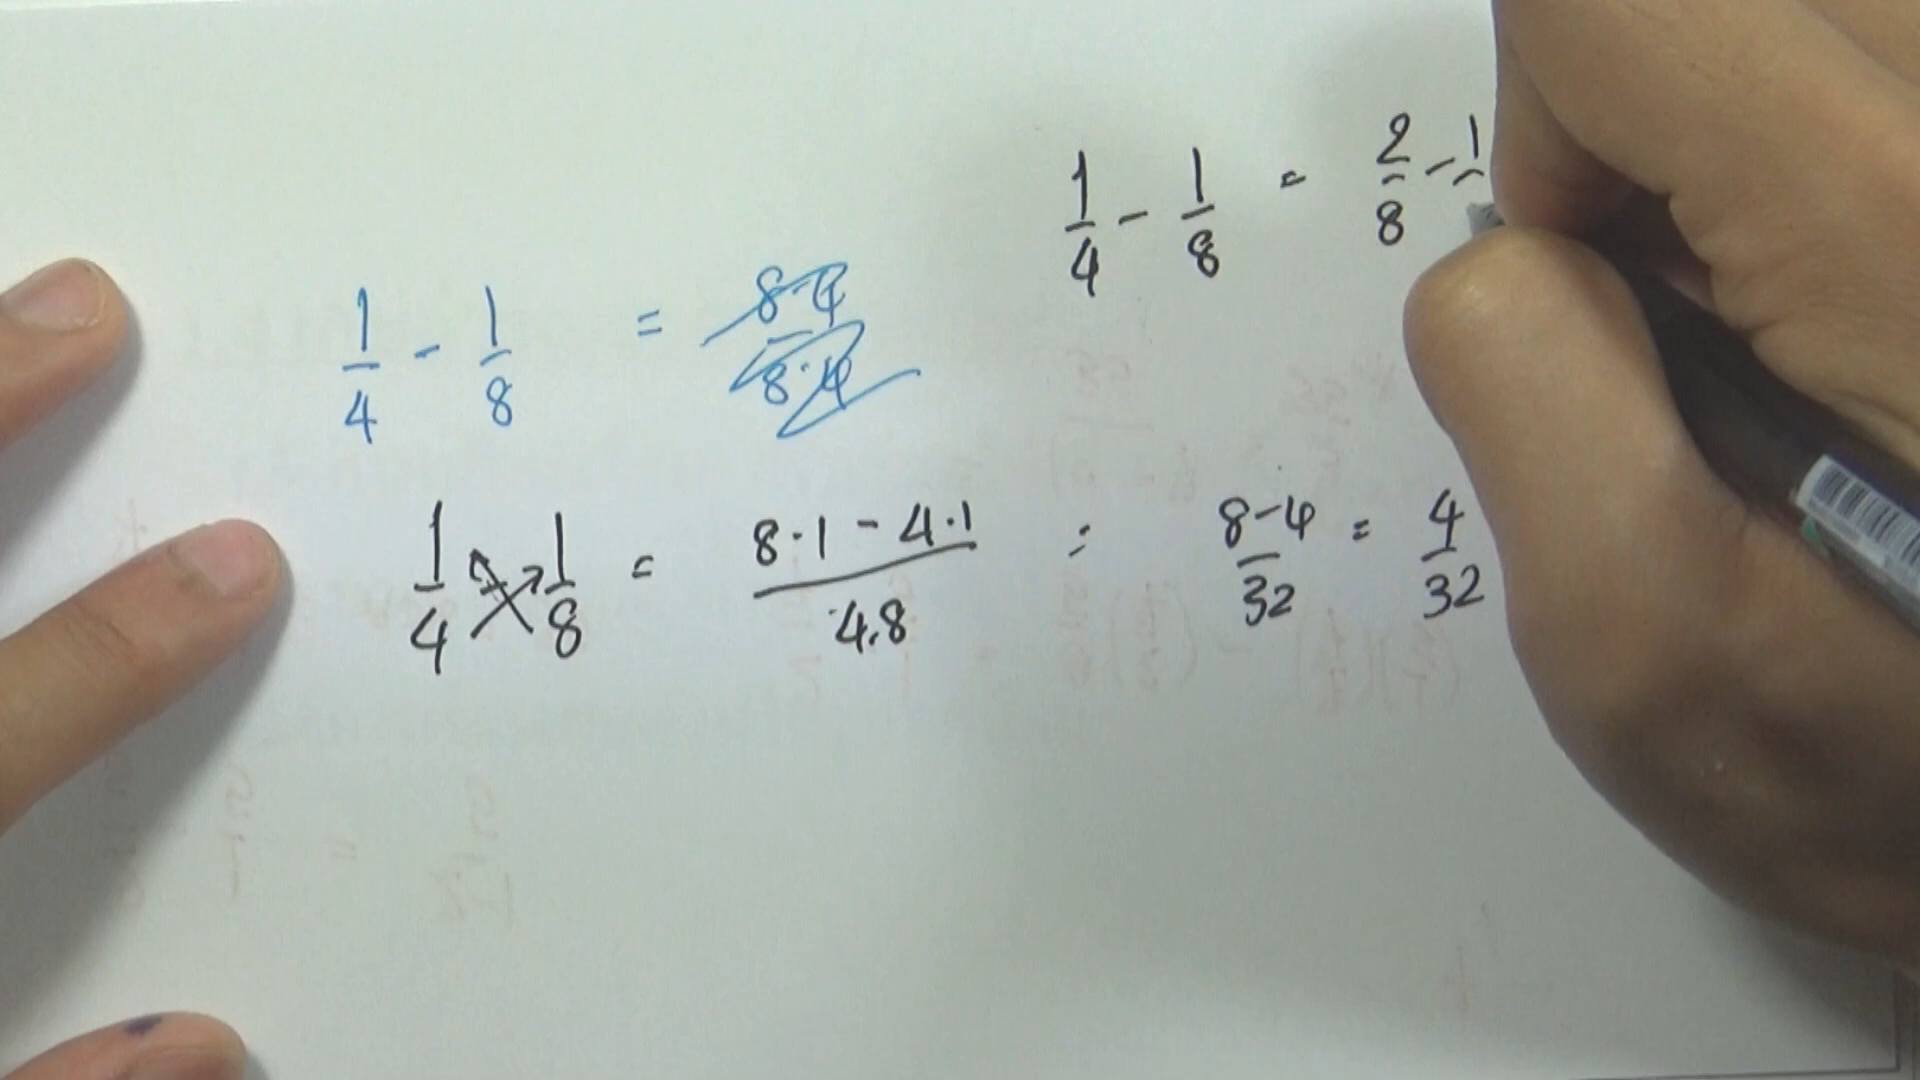 1/4 - 1/8 = 2/8 - 1
1/4 - 1/8 = 8·4/8·4
1/4 1/8 = 8·1 - 4·1/4.8 = 8-4/32 = 4/32